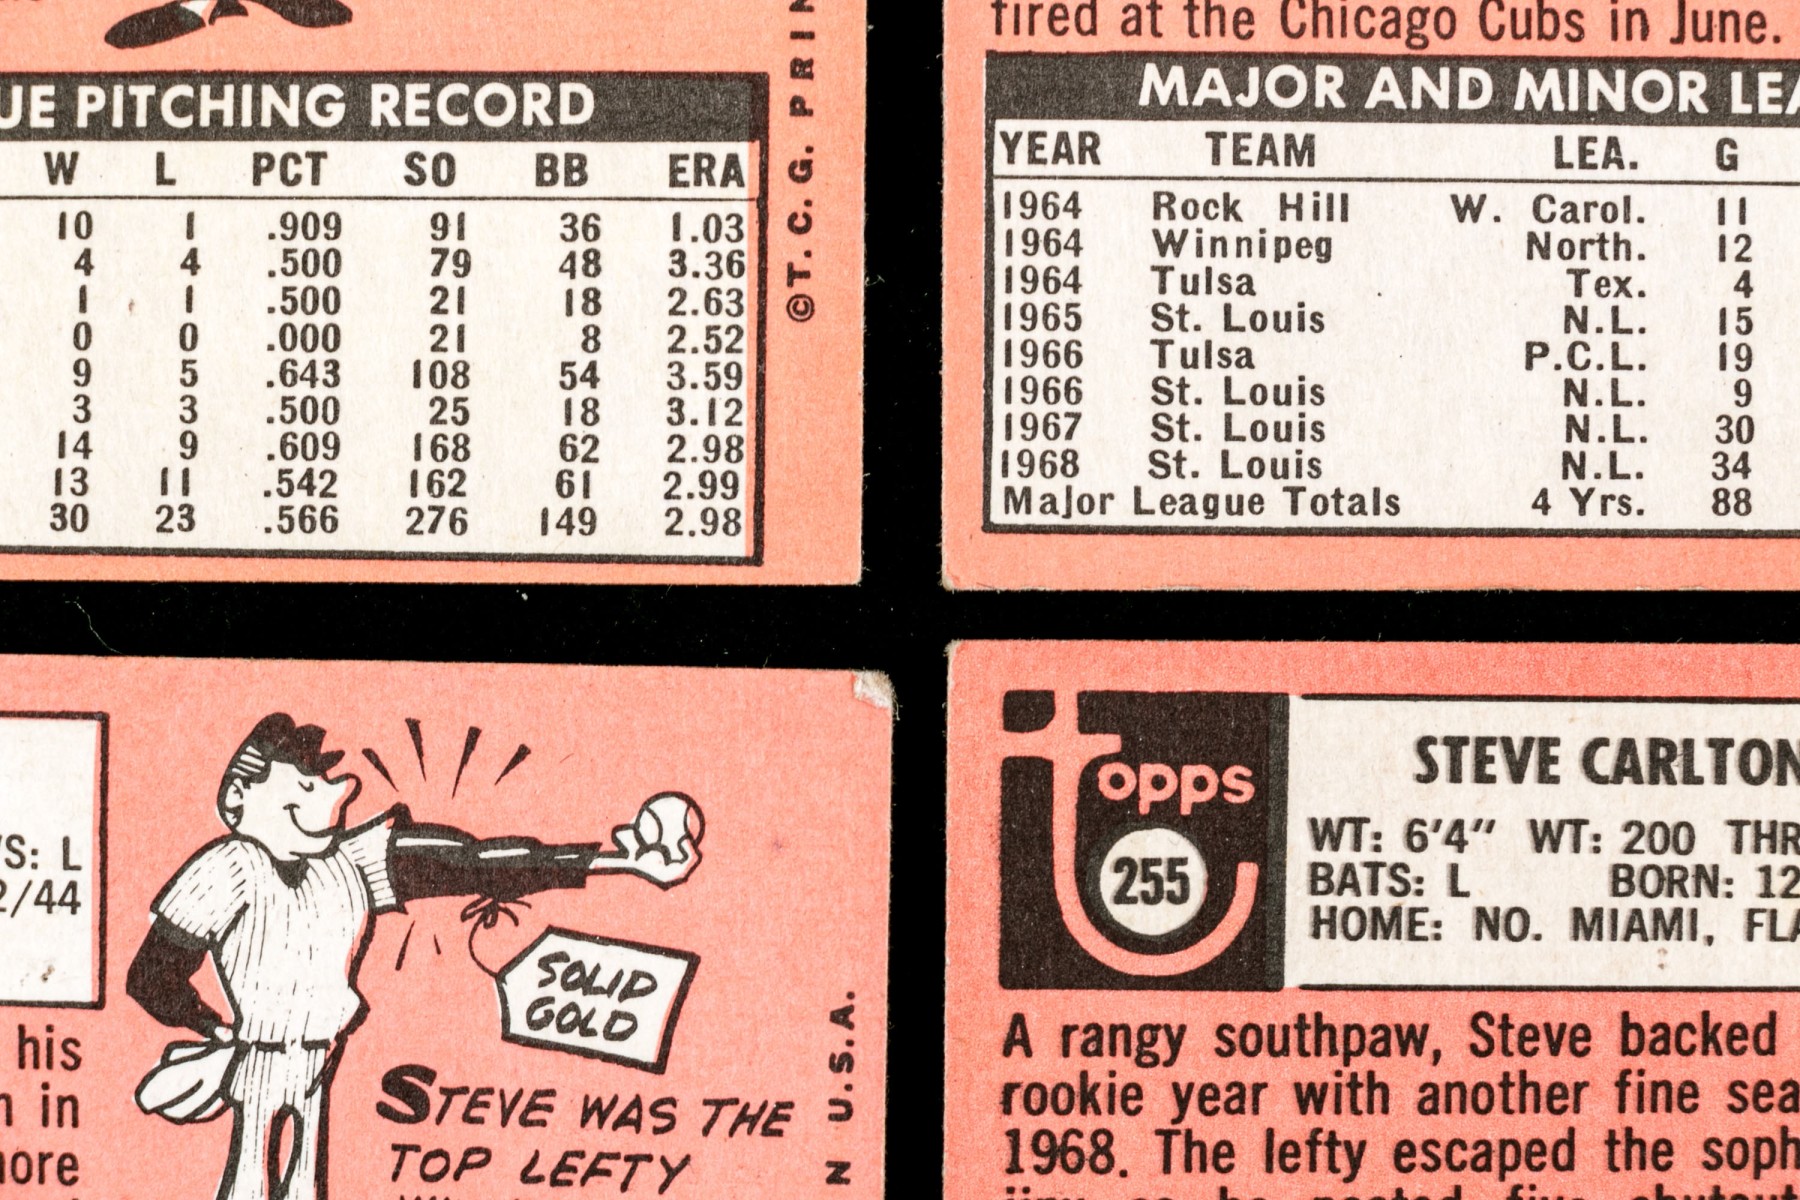 UE PITCHING RECORD
W L PCT SO BB ERA
10 1 .909 91 36 1.03
4 4 .500 79 48 3.36
1 1 .500 21 18 2.63
0 0 .000 21 8 2.52
9 5 .643 108 54 3.59
3 3 .500 25 18 3.12
14 9 .609 168 62 2.98
13 11 .542 162 61 2.99
30 23 .566 276 149 2.98
©T. C. G. PRIN
fired at the Chicago Cubs in June.
MAJOR AND MINOR LEA
YEAR TEAM LEA. G
1964 Rock Hill W. Carol. 11
1964 Winnipeg North. 12
1964 Tulsa Tex. 4
1965 St. Louis N.L. 15
1966 Tulsa P.C.L. 19
1966 St. Louis N.L. 9
1967 St. Louis N.L. 30
1968 St. Louis N.L. 34
Major League Totals 4 Yrs. 88
S: L
2/44
his
in
more
SOLID
GOLD
STEVE WAS THE
TOP LEFTY
N U.S.A.
topps
255
STEVE CARLTON
WT: 6'4" WT: 200 THR
BATS: L BORN: 12
HOME: NO. MIAMI, FLA
A rangy southpaw, Steve backed
rookie year with another fine sea
1968. The lefty escaped the soph